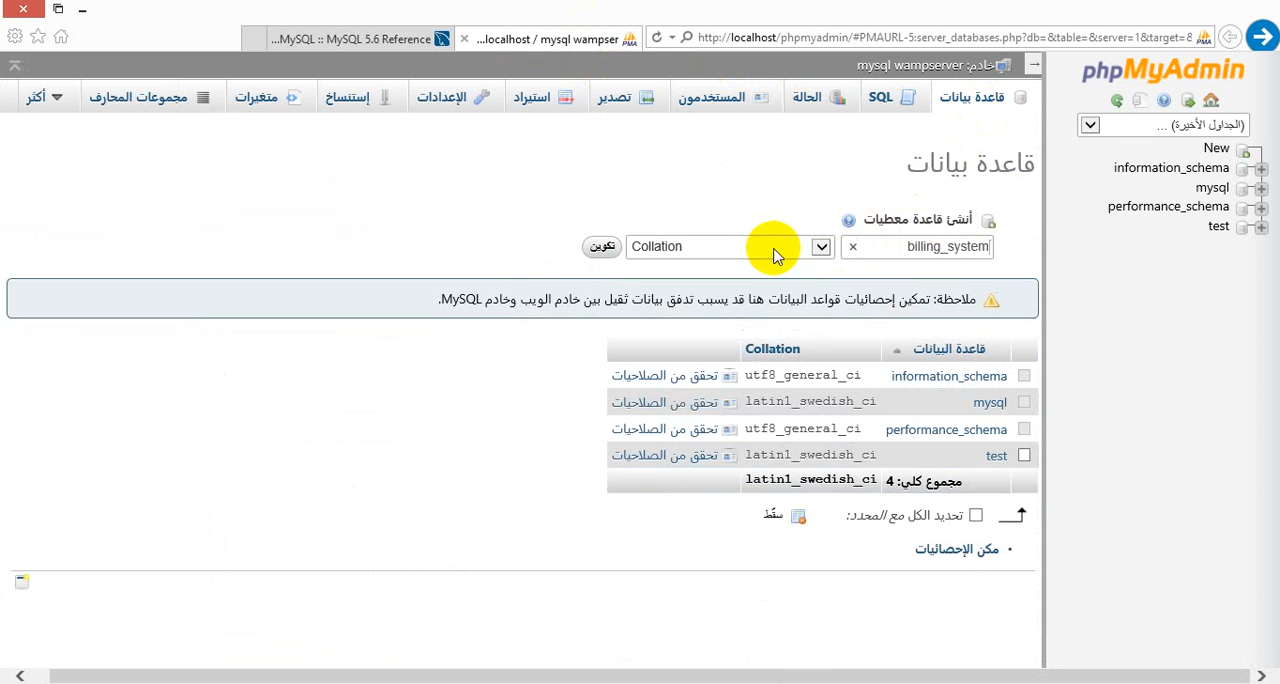 ...MySQL :: MySQL 5.6 Reference
...localhost / mysql wampser
http://localhost/phpmyadmin/#PMAURL-5:server_databases.php?db=&table=&server=1&target=8
خادم: mysql wampserver
قاعدة بيانات
SQL
الحالة
المستخدمون
تصدير
استيراد
الإعدادات
إستنساخ
متغيرات
مجموعات المحارف
أكثر
phpMyAdmin
(الجداول الأخيرة) ...
New
information_schema
mysql
performance_schema
test
قاعدة بيانات
أنشئ قاعدة معطيات
billing_system
Collation
تكوين
ملاحظة: تمكين إحصائيات قواعد البيانات هنا قد يسبب تدفق بيانات ثقيل بين خادم الويب وخادم MySQL.
قاعدة البيانات Collation
information_schema utf8_general_ci تحقق من الصلاحيات
mysql latin1_swedish_ci تحقق من الصلاحيات
performance_schema utf8_general_ci تحقق من الصلاحيات
test latin1_swedish_ci تحقق من الصلاحيات
مجموع كلي: 4 latin1_swedish_ci
تحديد الكل مع المحدد: سقّط
مكن الإحصائيات